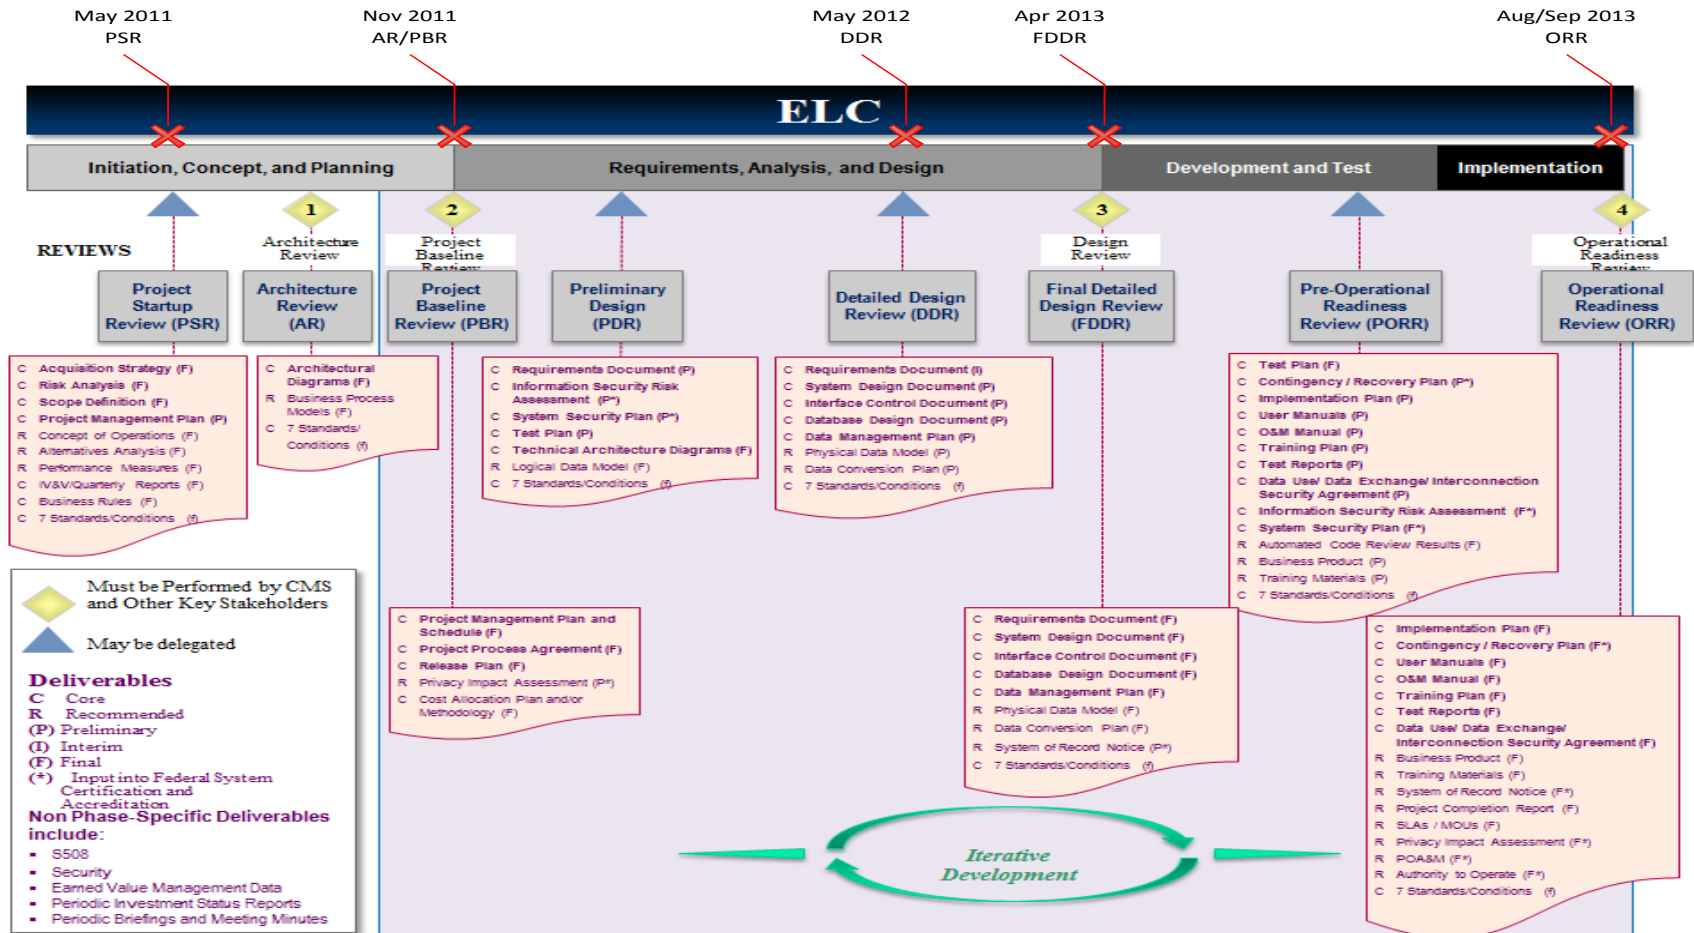 May 2011
PSR
Nov 2011
AR/PBR
May 2012
DDR
Apr 2013
FDDR
Aug/Sep 2013
ORR
ELC
Initiation, Concept, and Planning
Requirements, Analysis, and Design
Development and Test
Implementation
1
2
3
4
REVIEWS
Architecture
Review
Project
Baseline
Review
Design
Review
Operational
Readiness
Review
Project
Startup
Review (PSR)
Architecture
Review
(AR)
Project
Baseline
Review (PBR)
Preliminary
Design
(PDR)
Detailed Design
Review (DDR)
Final Detailed
Design Review
(FDDR)
Pre-Operational
Readiness
Review (PORR)
Operational
Readiness
Review (ORR)
C Acquisition Strategy (F)
C Risk Analysis (F)
C Scope Definition (F)
C Project Management Plan (P)
R Concept of Operations (F)
R Alternatives Analysis (F)
R Performance Measures (F)
C IV&V/Quarterly Reports (F)
C Business Rules (F)
C 7 Standards/Conditions (f)
C Architectural
Diagrams (F)
R Business Process
Models (F)
C 7 Standards/
Conditions (f)
C Requirements Document (P)
C Information Security Risk
Assessment (P*)
C System Security Plan (P*)
C Test Plan (P)
C Technical Architecture Diagrams (F)
R Logical Data Model (F)
C 7 Standards/Conditions (f)
C Requirements Document (I)
C System Design Document (P)
C Interface Control Document (P)
C Database Design Document (P)
C Data Management Plan (P)
R Physical Data Model (P)
R Data Conversion Plan (P)
C 7 Standards/Conditions (f)
C Test Plan (F)
C Contingency / Recovery Plan (P*)
C Implementation Plan (P)
C User Manuals (P)
C O&M Manual (P)
C Training Plan (P)
C Test Reports (P)
C Data Use/ Data Exchange/ Interconnection
Security Agreement (P)
C Information Security Risk Assessment (F*)
C System Security Plan (F*)
R Automated Code Review Results (F)
R Business Product (P)
R Training Materials (P)
C 7 Standards/Conditions (f)
Must be Performed by CMS
and Other Key Stakeholders
May be delegated
Deliverables
C Core
R Recommended
(P) Preliminary
(I) Interim
(F) Final
(*) Input into Federal System
Certification and
Accreditation
Non Phase-Specific Deliverables
include:
▪ S508
▪ Security
▪ Earned Value Management Data
▪ Periodic Investment Status Reports
▪ Periodic Briefings and Meeting Minutes
C Project Management Plan and
Schedule (F)
C Project Process Agreement (F)
C Release Plan (F)
R Privacy Impact Assessment (P*)
C Cost Allocation Plan and/or
Methodology (F)
C Requirements Document (F)
C System Design Document (F)
C Interface Control Document (F)
C Database Design Document (F)
C Data Management Plan (F)
R Physical Data Model (F)
R Data Conversion Plan (F)
R System of Record Notice (P*)
C 7 Standards/Conditions (f)
C Implementation Plan (F)
C Contingency / Recovery Plan (F*)
C User Manuals (F)
C O&M Manual (F)
C Training Plan (F)
C Test Reports (F)
C Data Use/ Data Exchange/
Interconnection Security Agreement (F)
R Business Product (F)
R Training Materials (F)
R System of Record Notice (F*)
R Project Completion Report (F)
R SLAs / MOUs (F)
R Privacy Impact Assessment (F*)
R POA&M (F*)
R Authority to Operate (F*)
C 7 Standards/Conditions (f)
Iterative
Development